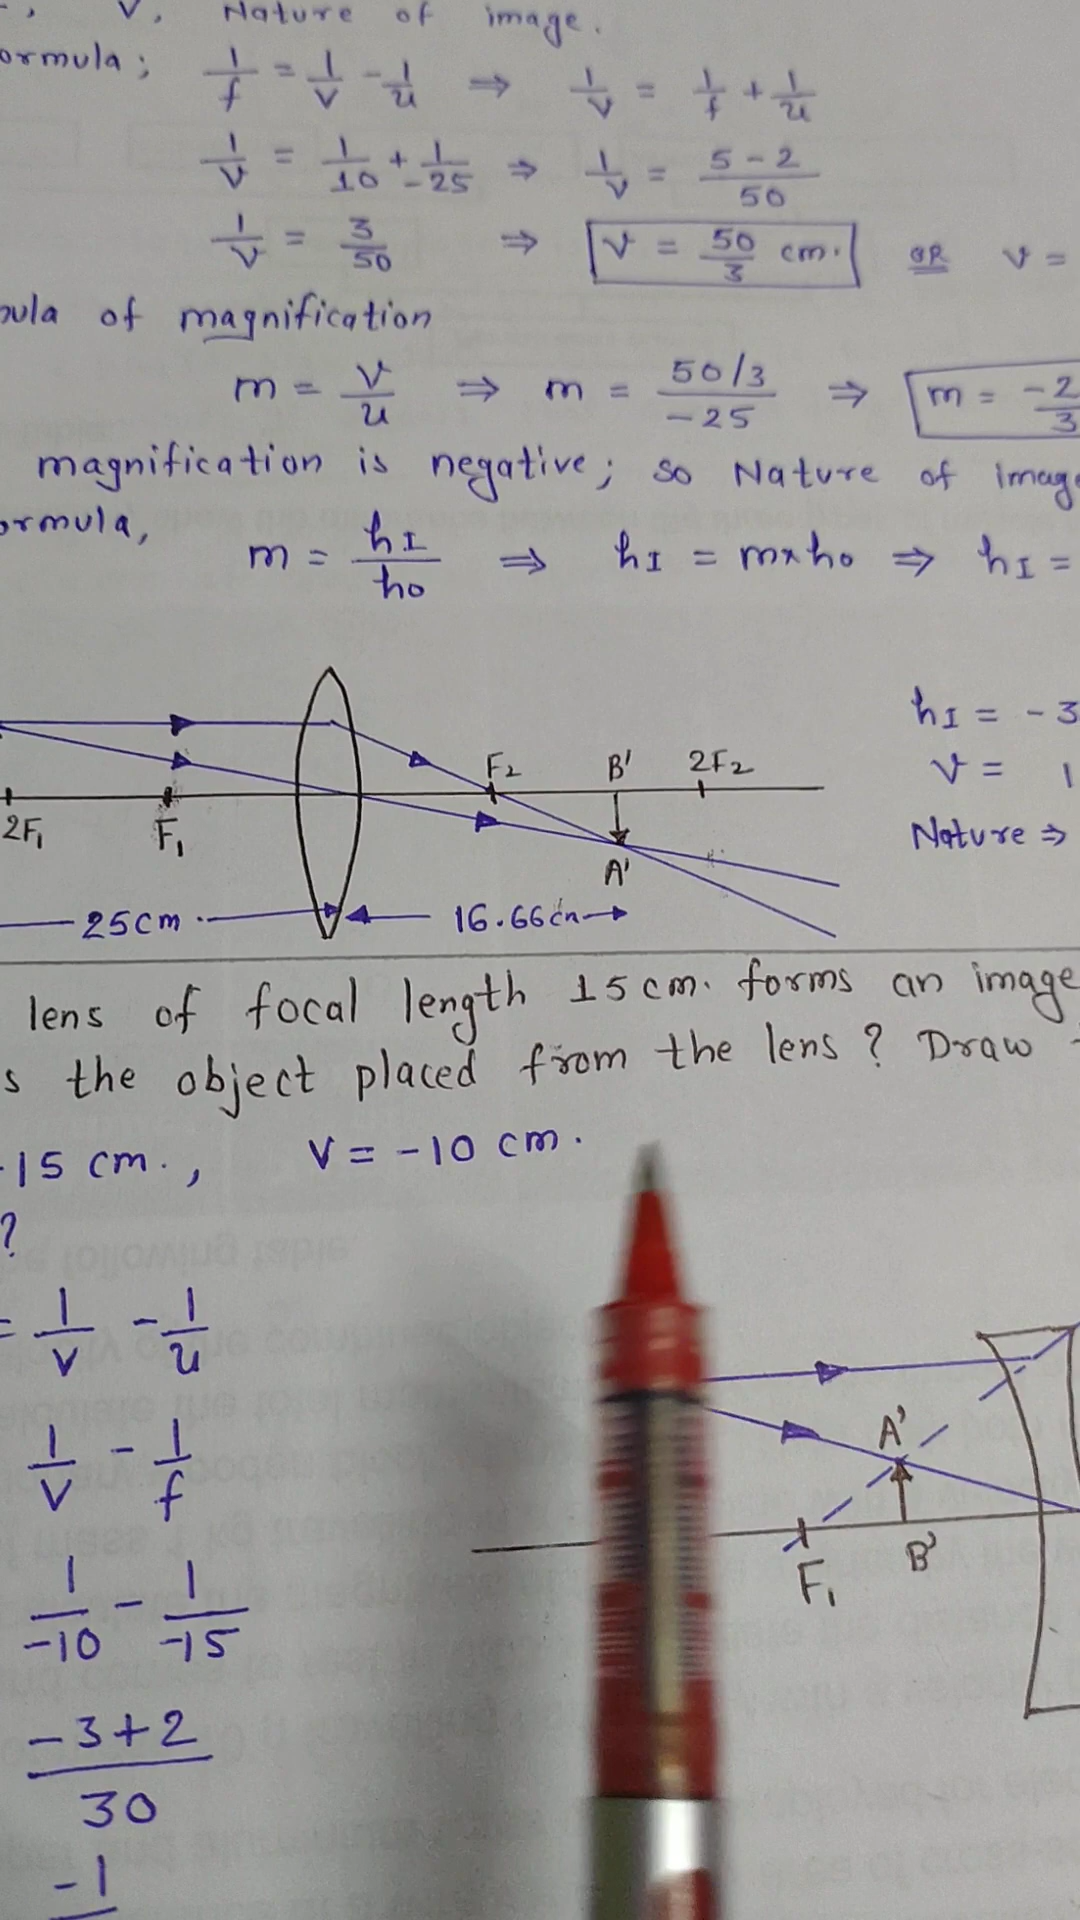 V, Nature of image.
ormula; 1/f = 1/v - 1/u ⇒ 1/v = 1/f + 1/u
1/v = 1/10 + 1/-25 ⇒ 1/v = 5-2/50
1/v = 3/50 ⇒ v = 50/3 cm. OR v =
ula of magnification
m = v/u ⇒ m = 50/3/-25 ⇒ m = -2/3
magnification is negative; so Nature of image
ormula,
m = hI/ho ⇒ hI = m×ho ⇒ hI =
hI = -3
F2 B' 2F2
v = 1
2F1 F1
Nature ⇒
A'
25cm. 16.66cm
lens of focal length 15cm. forms an image
s the object placed from the lens? Draw
-15 cm., V = -10 cm.
?
= 1/v - 1/u
1/v - 1/f
A'
B'
F1
1/-10 - 1/-15
-3+2/30
-1